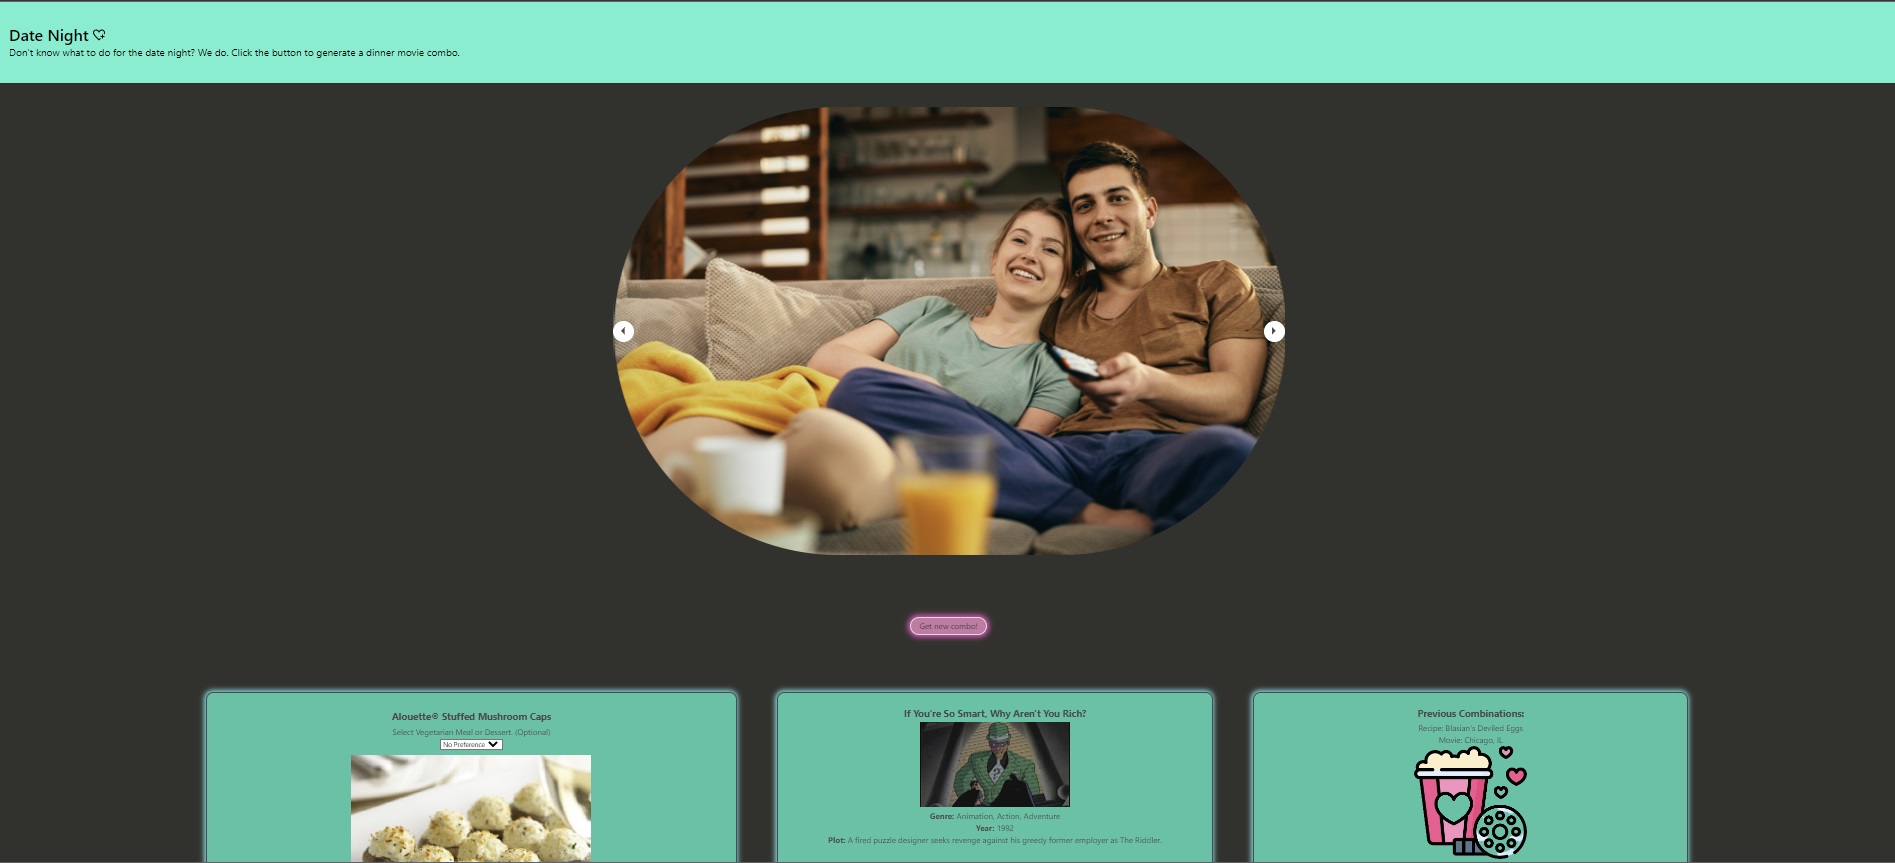 Date Night
Don't know what to do for the date night? We do. Click the button to generate a dinner movie combo.
Get new combo!
Alouette® Stuffed Mushroom Caps
Select Vegetarian Meal or Dessert. (Optional)
No Preference
If You're So Smart, Why Aren't You Rich?
Genre: Animation, Action, Adventure
Year: 1992
Plot: A fired puzzle designer seeks revenge against his greedy former employer as The Riddler.
Previous Combinations:
Recipe: Blasian's Deviled Eggs
Movie: Chicago, IL